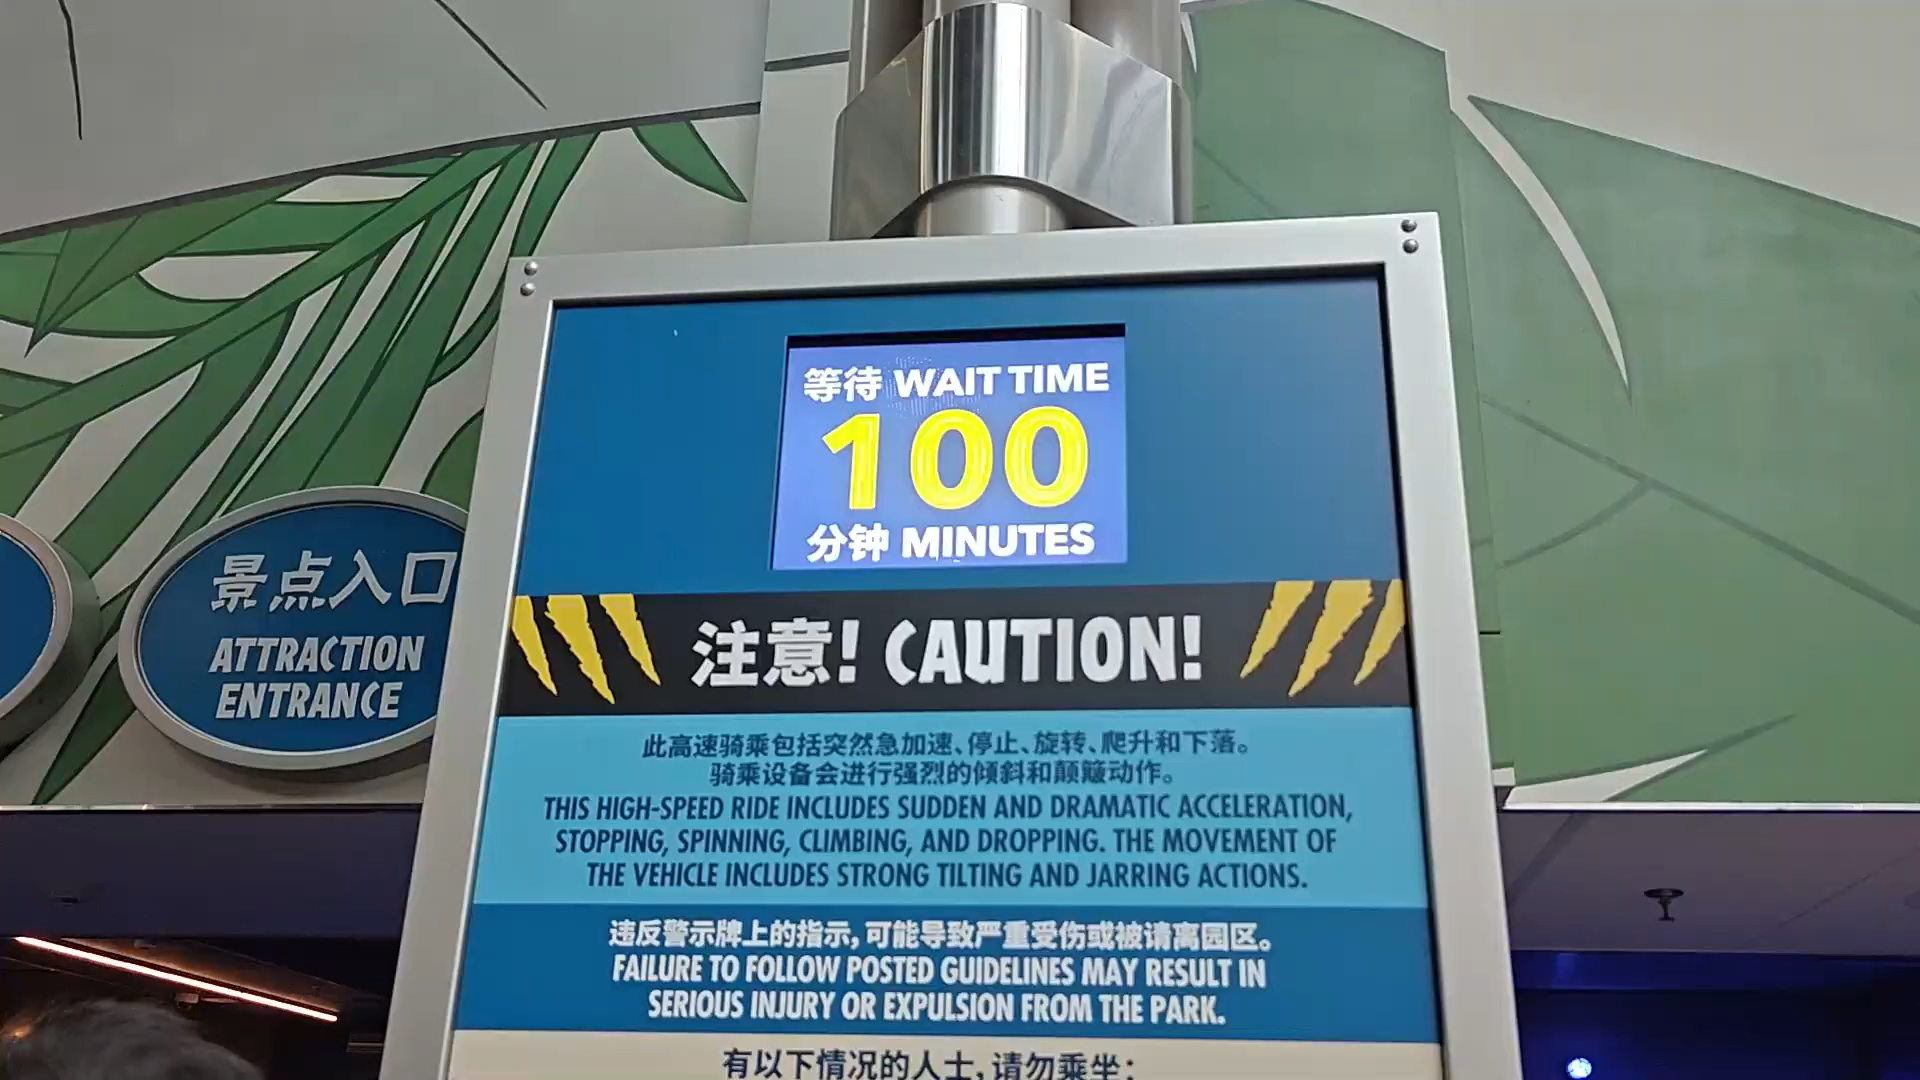 等待 WAIT TIME
100
分钟 MINUTES
景点入口
ATTRACTION
ENTRANCE
注意! CAUTION!
此高速骑乘包括突然急加速、停止、旋转、爬升和下落。
骑乘设备会进行强烈的倾斜和颠簸动作。
THIS HIGH-SPEED RIDE INCLUDES SUDDEN AND DRAMATIC ACCELERATION,
STOPPING, SPINNING, CLIMBING, AND DROPPING. THE MOVEMENT OF
THE VEHICLE INCLUDES STRONG TILTING AND JARRING ACTIONS.
违反警示牌上的指示,可能导致严重受伤或被请离园区。
FAILURE TO FOLLOW POSTED GUIDELINES MAY RESULT IN
SERIOUS INJURY OR EXPULSION FROM THE PARK.
有以下情况的人士,请勿乘坐: